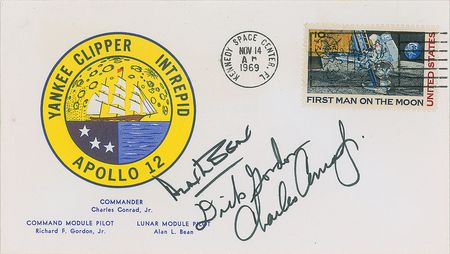 YANKEE CLIPPER INTREPID
APOLLO 12
COMMANDER
Charles Conrad, Jr.
COMMAND MODULE PILOT
Richard F. Gordon, Jr.
LUNAR MODULE PILOT
Alan L. Bean
KENNEDY SPACE CENTER, FL
NOV 14
AM
1969
10¢
UNITED STATES
FIRST MAN ON THE MOON
Alan L Bean
Dick Gordon
Charles Conrad Jr.